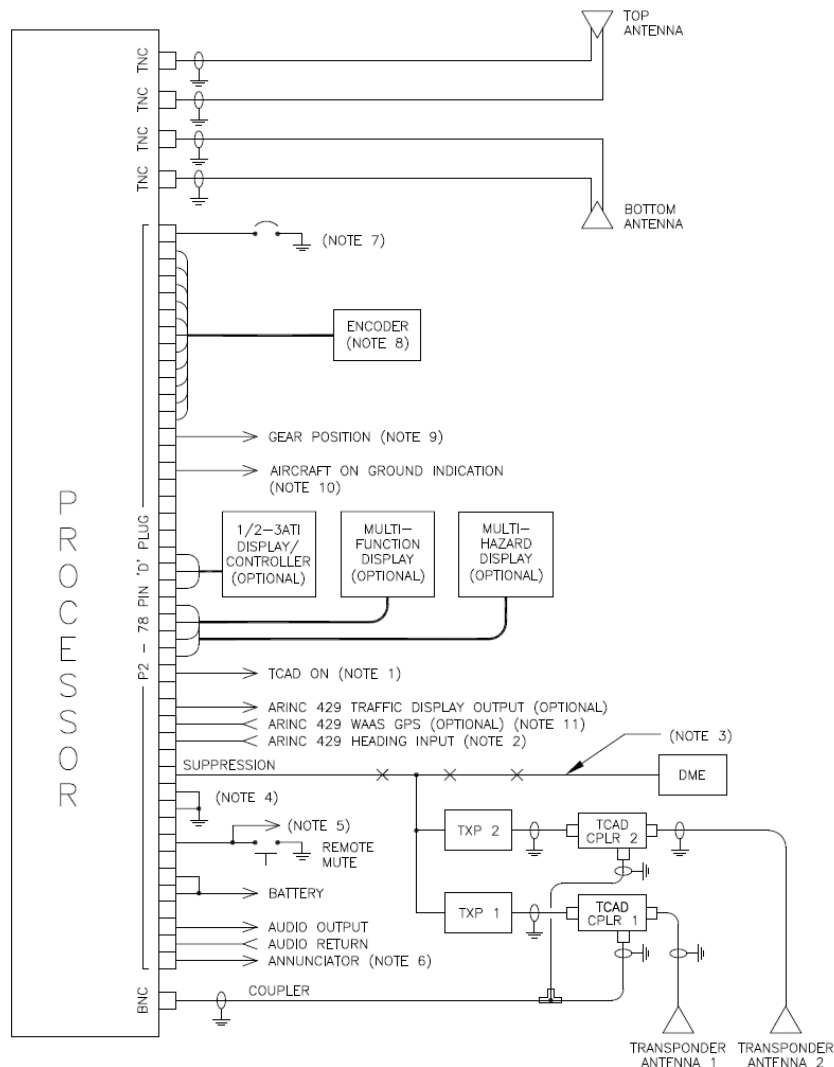 TOP
ANTENNA
TNC
TNC
TNC
TNC
BOTTOM
ANTENNA
(NOTE 7)
ENCODER
(NOTE 8)
GEAR POSITION (NOTE 9)
AIRCRAFT ON GROUND INDICATION
(NOTE 10)
PROCESSOR
P2 - 78 PIN 'D' PLUG
1/2-3ATI
DISPLAY/
CONTROLLER
(OPTIONAL)
MULTI-
FUNCTION
DISPLAY
(OPTIONAL)
MULTI-
HAZARD
DISPLAY
(OPTIONAL)
TCAD ON (NOTE 1)
ARINC 429 TRAFFIC DISPLAY OUTPUT (OPTIONAL)
ARINC 429 WAAS GPS (OPTIONAL) (NOTE 11)
ARINC 429 HEADING INPUT (NOTE 2)
(NOTE 3)
SUPPRESSION
DME
(NOTE 4)
(NOTE 5)
REMOTE
MUTE
TXP 2
TCAD
CPLR 2
BATTERY
TXP 1
TCAD
CPLR 1
AUDIO OUTPUT
AUDIO RETURN
ANNUNCIATOR (NOTE 6)
BNC
COUPLER
TRANSPONDER
ANTENNA 1
TRANSPONDER
ANTENNA 2